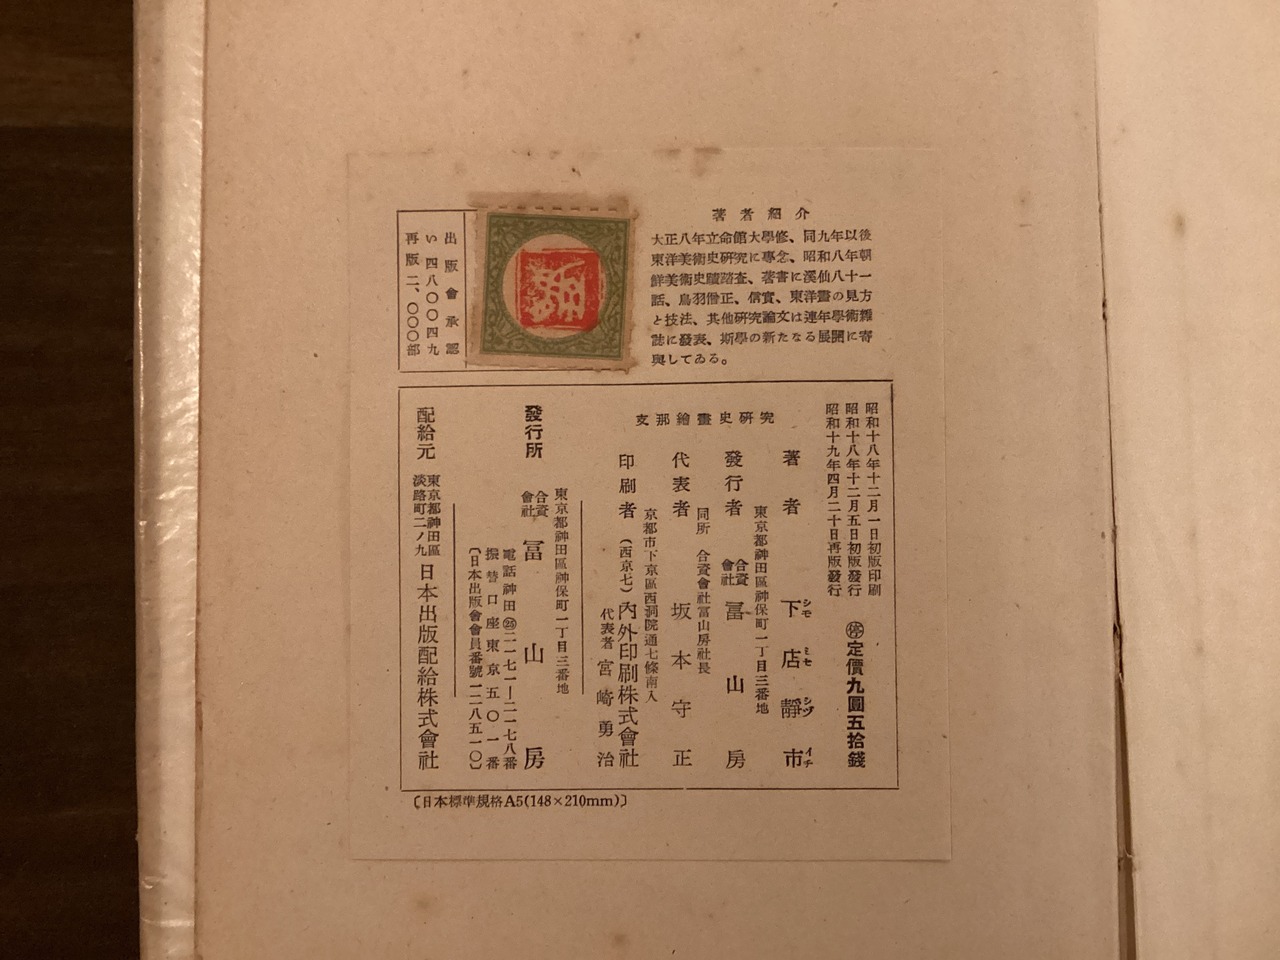 著者紹介
大正八年立命館大學修、同九年以後
東洋美術史硏究に專念、昭和八年朝
鮮美術史蹟踏査、著書に溪仙八十一
話、鳥羽僧正、信實、東洋畫の見方
と技法、其他硏究論文は連年學術雜
誌に發表、斯學の新たなる展開に寄
與してゐる。
出版會承認
い四八〇〇四九
再版二、〇〇〇部
昭和十八年十二月一日初版印刷
昭和十八年十二月五日初版發行
昭和十九年四月二十日再版發行
㊡定價九圓五拾錢
支那繪畫史硏究
著者 下店靜市
シモ ミセ シヅ イチ
東京都神田區神保町一丁目三番地
發行者 合資會社 冨山房
同所 合資會社冨山房社長
代表者 坂本守正
京都市下京區西洞院通七條南入
印刷者 (西京七) 內外印刷株式會社
代表者 宮崎勇治
東京都神田區神保町一丁目三番地
發行所 合資會社 冨山房
電話神田㉕二一七一—二一七八番
振替口座東京五〇一番
〔日本出版會會員番號一二八五一〇〕
配給元 東京都神田區淡路町二ノ九 日本出版配給株式會社
〔日本標準規格A5(148×210mm)〕